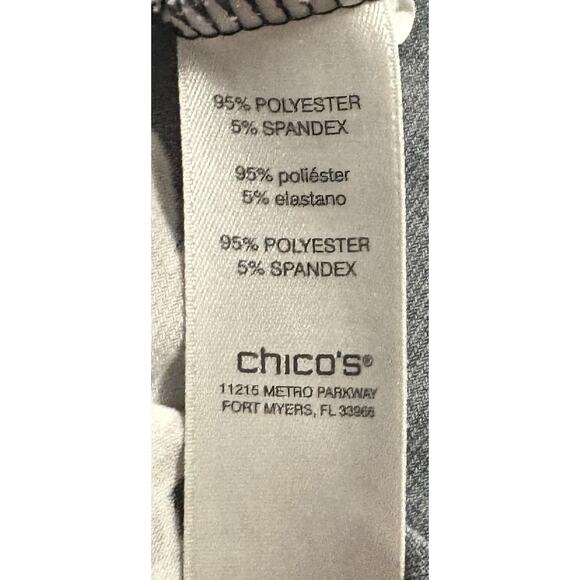 95% POLYESTER
5% SPANDEX
95% poliéster
5% elastano
95% POLYESTER
5% SPANDEX
chico's®
11215 METRO PARKWAY
FORT MYERS, FL 33966